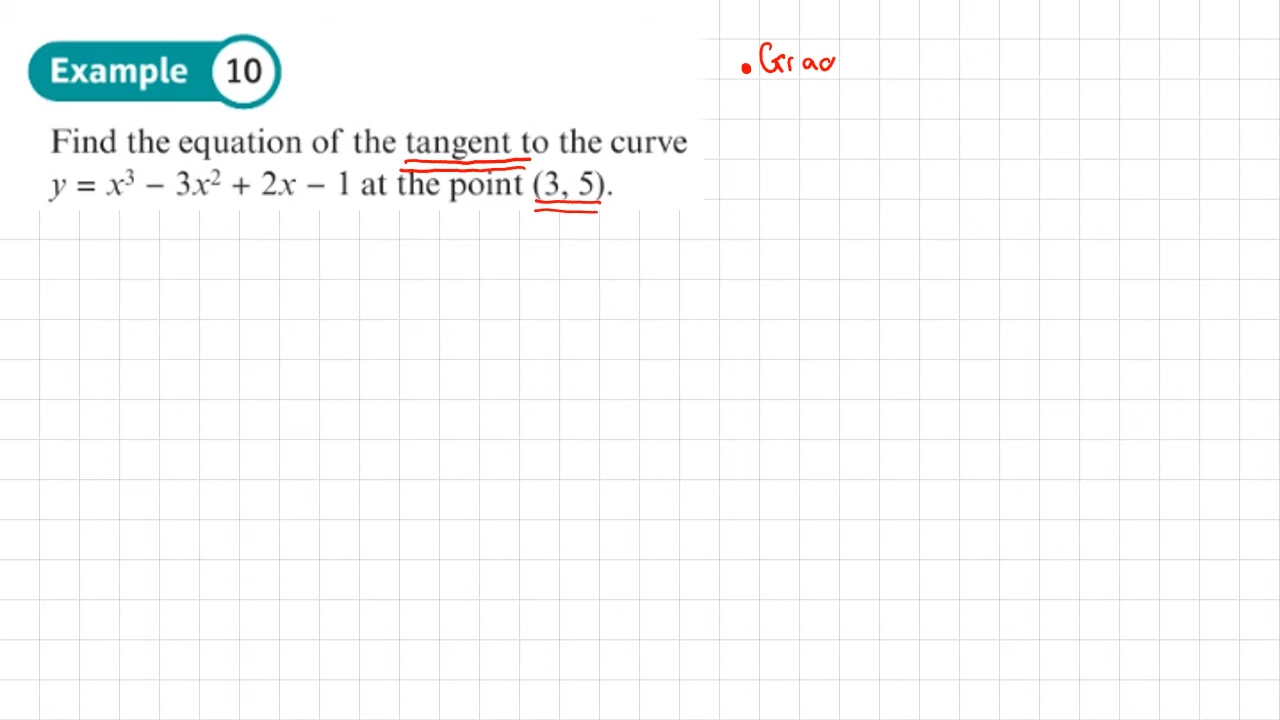 Example 10
Find the equation of the tangent to the curve
y = x³ − 3x² + 2x − 1 at the point (3, 5).
• Grad